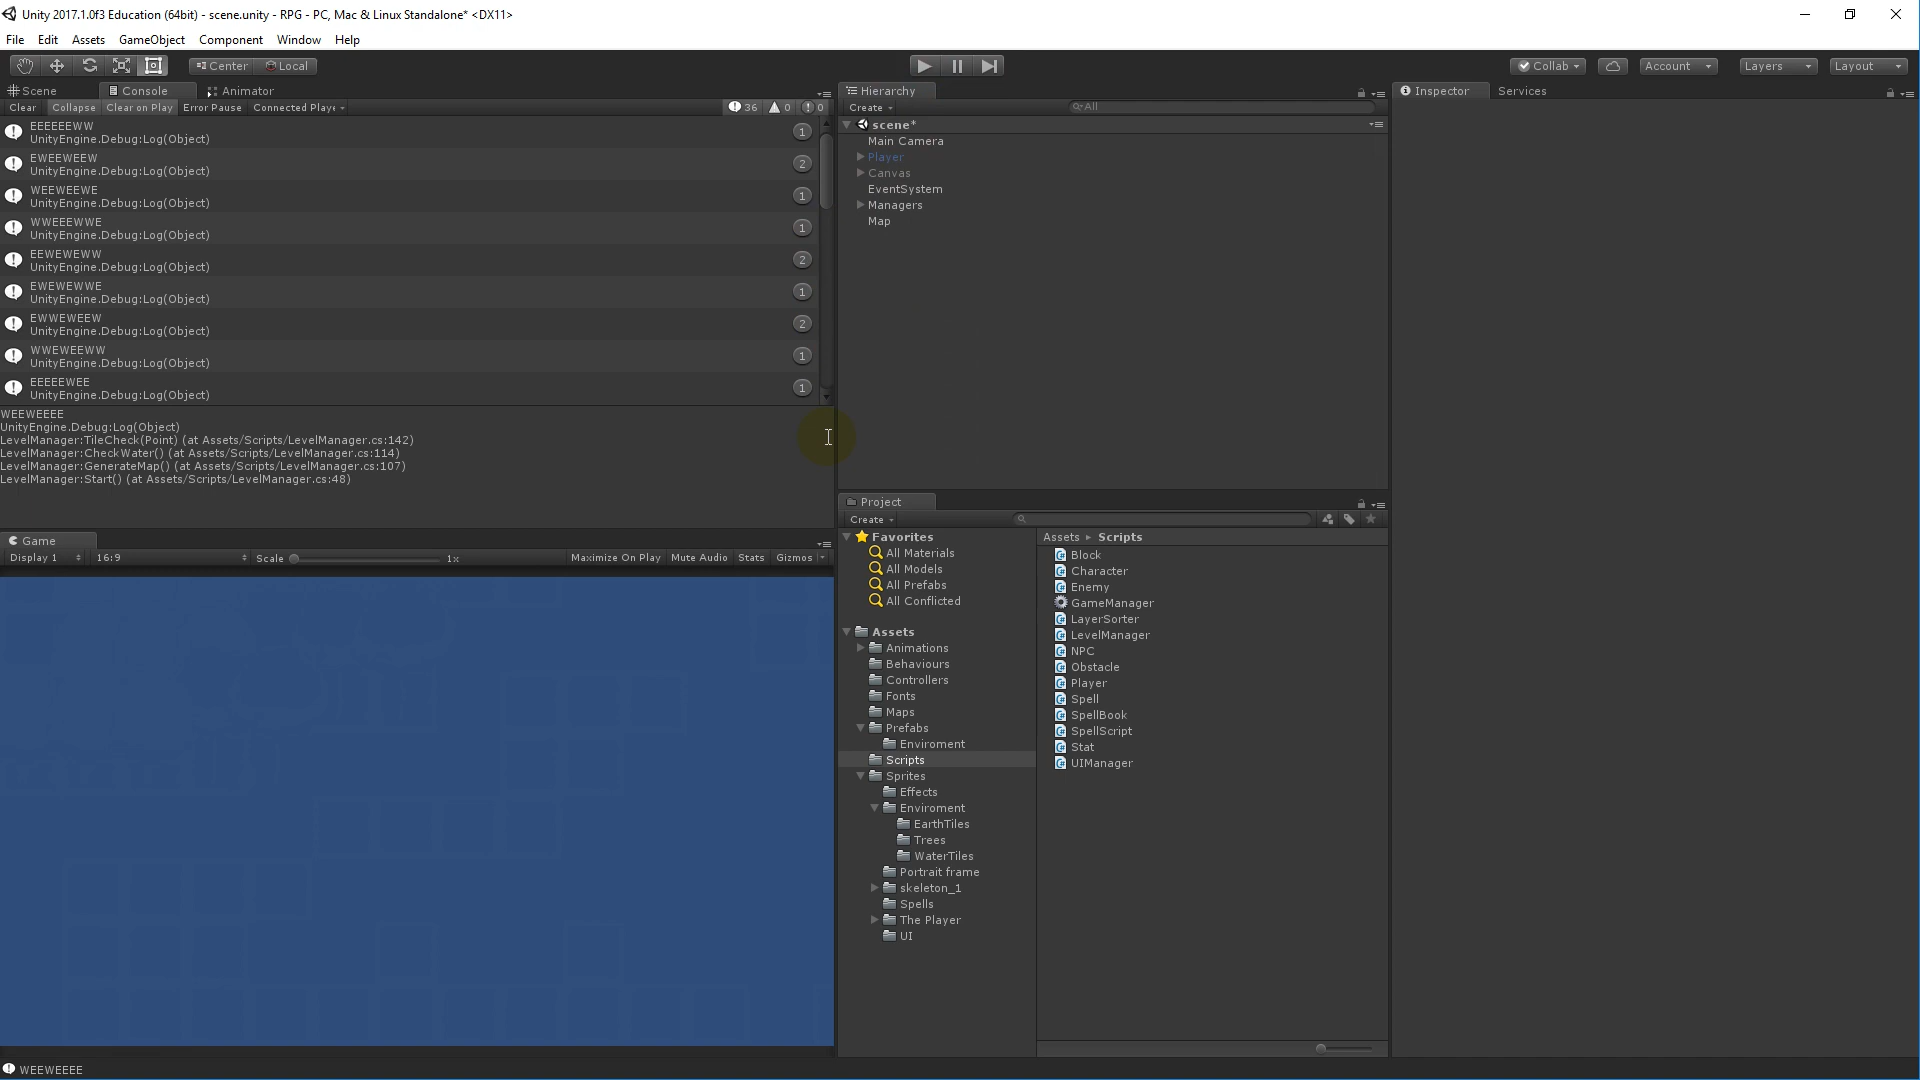 Unity 2017.1.0f3 Education (64bit) - scene.unity - RPG - PC, Mac & Linux Standalone* <DX11>
File Edit Assets GameObject Component Window Help
Center Local
Collab Account Layers Layout
Scene Console Animator
Clear Collapse Clear on Play Error Pause Connected Playe 36 0 0
EEEEEEWW
UnityEngine.Debug:Log(Object)
1
EWEEWEEW
UnityEngine.Debug:Log(Object)
2
WEEWEEWE
UnityEngine.Debug:Log(Object)
1
WWEEEWWE
UnityEngine.Debug:Log(Object)
1
EEWEWEWW
UnityEngine.Debug:Log(Object)
2
EWEWEWWE
UnityEngine.Debug:Log(Object)
1
EWWEWEEW
UnityEngine.Debug:Log(Object)
2
WWEWEEWW
UnityEngine.Debug:Log(Object)
1
EEEEEWEE
UnityEngine.Debug:Log(Object)
1
WEEWEEEE
UnityEngine.Debug:Log(Object)
LevelManager:TileCheck(Point) (at Assets/Scripts/LevelManager.cs:142)
LevelManager:CheckWater() (at Assets/Scripts/LevelManager.cs:114)
LevelManager:GenerateMap() (at Assets/Scripts/LevelManager.cs:107)
LevelManager:Start() (at Assets/Scripts/LevelManager.cs:48)
Game
Display 1 16:9 Scale 1x Maximize On Play Mute Audio Stats Gizmos
WEEWEEEE
Hierarchy
Create All
scene*
Main Camera
Player
Canvas
EventSystem
Managers
Map
Project
Create
Favorites
All Materials
All Models
All Prefabs
All Conflicted
Assets
Animations
Behaviours
Controllers
Fonts
Maps
Prefabs
Enviroment
Scripts
Sprites
Effects
Enviroment
EarthTiles
Trees
WaterTiles
Portrait frame
skeleton_1
Spells
The Player
UI
Assets Scripts
Block
Character
Enemy
GameManager
LayerSorter
LevelManager
NPC
Obstacle
Player
Spell
SpellBook
SpellScript
Stat
UIManager
Inspector Services